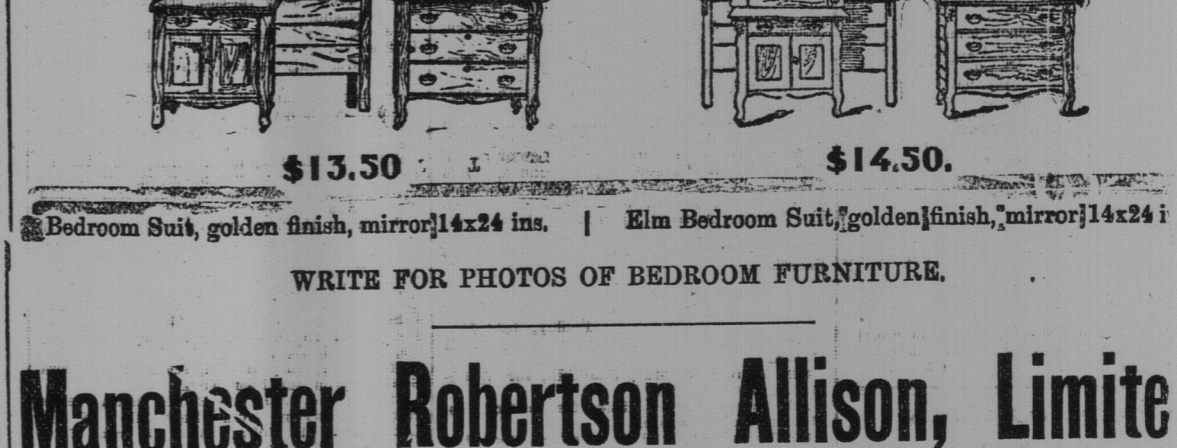 $13.50
$14.50.
Bedroom Suit, golden finish, mirror 14x24 ins. | Elm Bedroom Suit, golden finish, mirror 14x24 i
WRITE FOR PHOTOS OF BEDROOM FURNITURE.
Manchester Robertson Allison, Limite